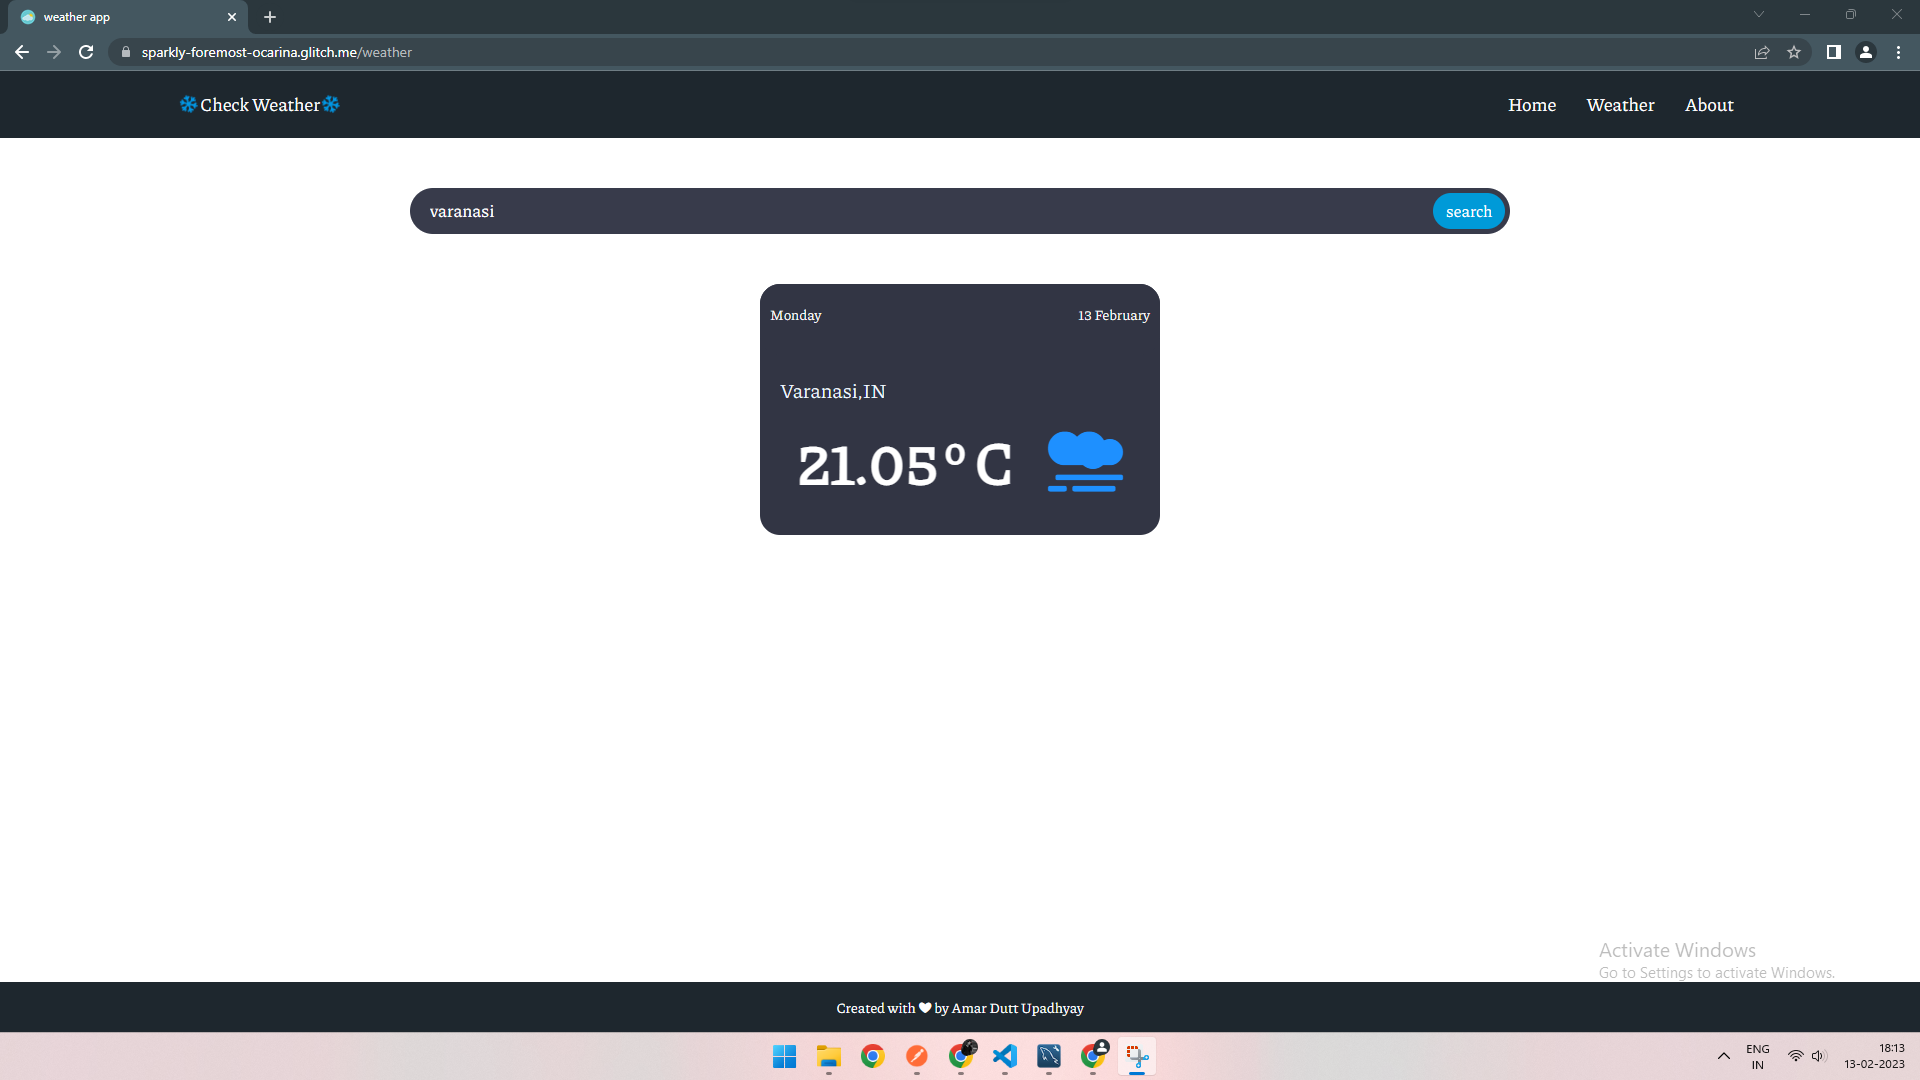 weather app
sparkly-foremost-ocarina.glitch.me/weather
Check Weather
Home Weather About
varanasi
search
Monday 13 February
Varanasi,IN
21.05° C
Activate Windows
Go to Settings to activate Windows.
Created with ❤ by Amar Dutt Upadhyay
ENG
IN
18:13
13-02-2023